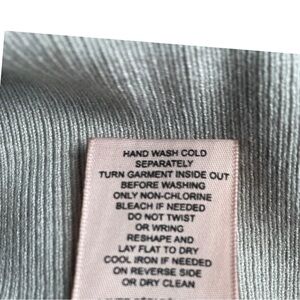 HAND WASH COLD
SEPARATELY
TURN GARMENT INSIDE OUT
BEFORE WASHING
ONLY NON-CHLORINE
BLEACH IF NEEDED
DO NOT TWIST
OR WRING
RESHAPE AND
LAY FLAT TO DRY
COOL IRON IF NEEDED
ON REVERSE SIDE
OR DRY CLEAN